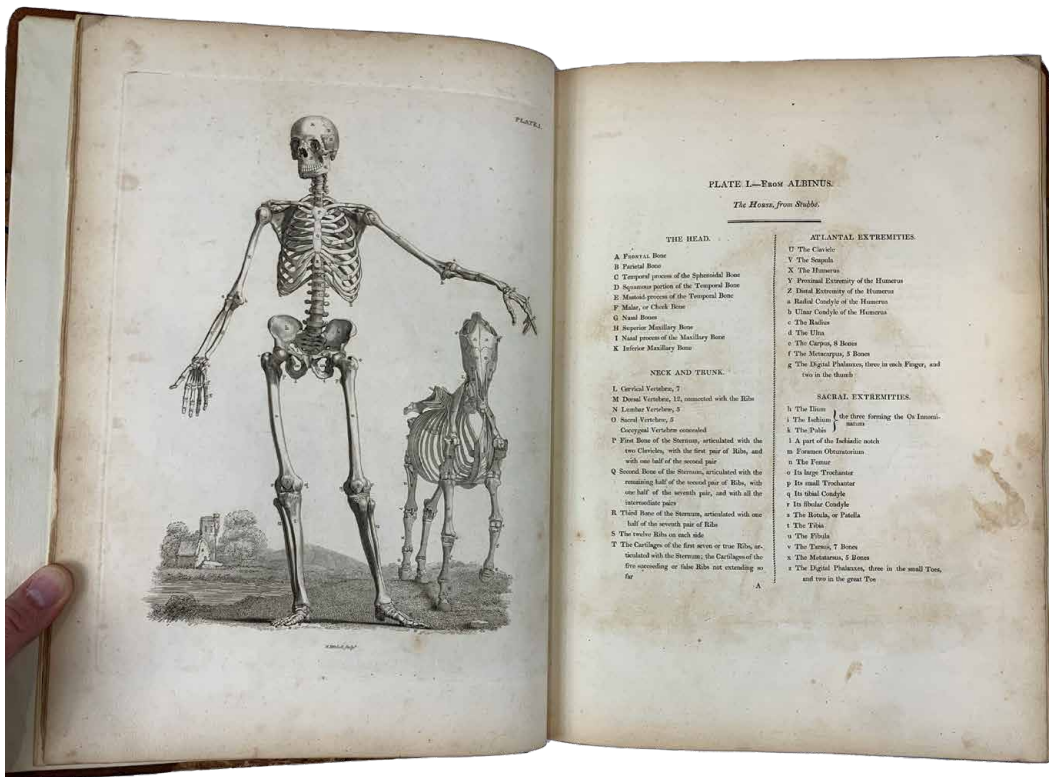 PLATE I.
E. Mitchell, sculpt
PLATE I.—FROM ALBINUS.
The HORSE, from Stubbs.
THE HEAD.
A FRONTAL Bone
B Parietal Bone
C Temporal process of the Sphenoidal Bone
D Squamous portion of the Temporal Bone
E Mastoid process of the Temporal Bone
F Malar, or Cheek Bone
G Nasal Bones
H Superior Maxillary Bone
I Nasal process of the Maxillary Bone
K Inferior Maxillary Bone
NECK AND TRUNK.
L Cervical Vertebræ, 7
M Dorsal Vertebræ, 12, connected with the Ribs
N Lumbar Vertebræ, 5
O Sacral Vertebræ, 5
Coccygeal Vertebræ concealed
P First Bone of the Sternum, articulated with the
two Clavicles, with the first pair of Ribs, and
with one half of the second pair
Q Second Bone of the Sternum, articulated with the
remaining half of the second pair of Ribs, with
one half of the seventh pair, and with all the
intermediate pairs
R Third Bone of the Sternum, articulated with one
half of the seventh pair of Ribs
S The twelve Ribs on each side
T The Cartilages of the first seven or true Ribs, ar-
ticulated with the Sternum; the Cartilages of the
five succeeding or false Ribs not extending so
far
A
ATLANTAL EXTREMITIES.
U The Clavicle
V The Scapula
X The Humerus
Y Proximal Extremity of the Humerus
Z Distal Extremity of the Humerus
a Radial Condyle of the Humerus
b Ulnar Condyle of the Humerus
c The Radius
d The Ulna
e The Carpus, 8 Bones
f The Metacarpus, 5 Bones
g The Digital Phalanxes, three in each Finger, and
two in the thumb
SACRAL EXTREMITIES.
h The Ilium
i The Ischium } the three forming the Os Innomi-
k The Pubis natum
l A part of the Ischiadic notch
m Foramen Obturatorium
n The Femur
o Its large Trochanter
p Its small Trochanter
q Its tibial Condyle
r Its fibular Condyle
s The Rotula, or Patella
t The Tibia
u The Fibula
v The Tarsus, 7 Bones
x The Metatarsus, 5 Bones
z The Digital Phalanxes, three in the small Toes,
and two in the great Toe